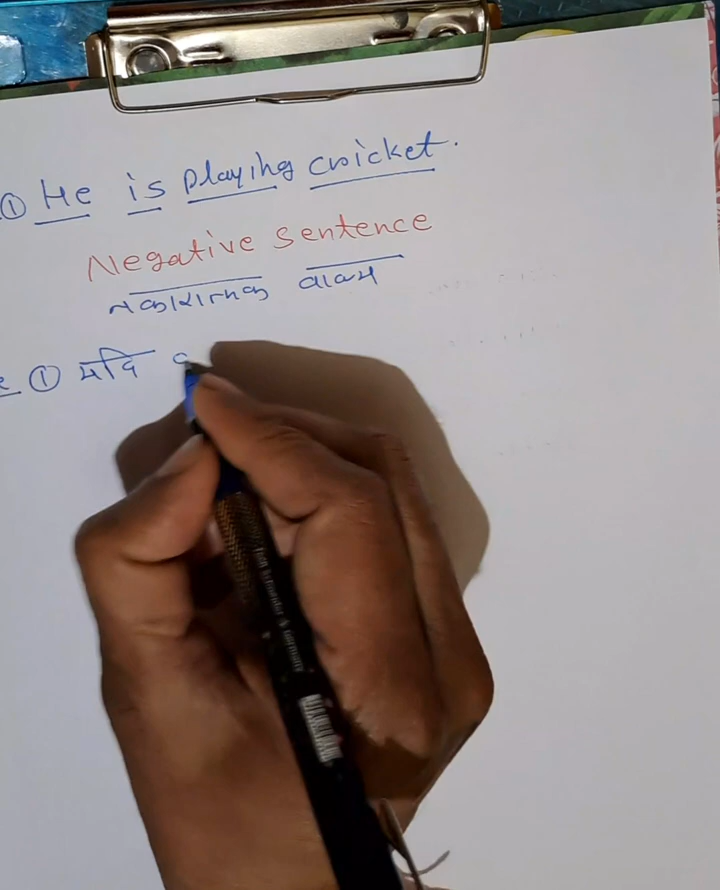 ① He is playing cricket.
Negative Sentence
नकारात्मक वाक्य
① यदि